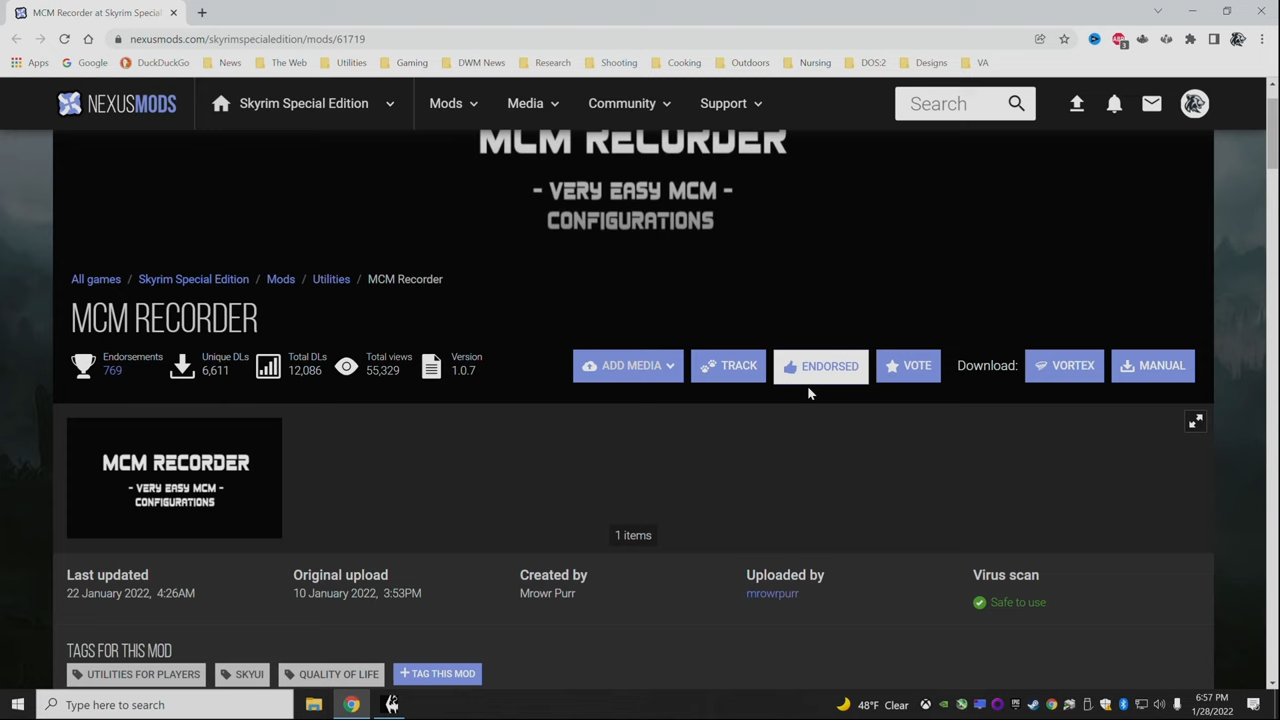 MCM Recorder at Skyrim Special
nexusmods.com/skyrimspecialedition/mods/61719
3
Apps Google DuckDuckGo News The Web Utilities Gaming DWM News Research Shooting Cooking Outdoors Nursing DOS:2 Designs VA
NEXUSMODS Skyrim Special Edition Mods Media Community Support Search
MCM RECORDER
- VERY EASY MCM -
CONFIGURATIONS
All games / Skyrim Special Edition / Mods / Utilities / MCM Recorder
MCM RECORDER
Endorsements Unique DLs Total DLs Total views Version
769 6,611 12,086 55,329 1.0.7
ADD MEDIA TRACK ENDORSED VOTE Download: VORTEX MANUAL
MCM RECORDER
- VERY EASY MCM -
CONFIGURATIONS
1 items
Last updated Original upload Created by Uploaded by Virus scan
22 January 2022, 4:26AM 10 January 2022, 3:53PM Mrowr Purr mrowrpurr Safe to use
TAGS FOR THIS MOD
UTILITIES FOR PLAYERS SKYUI QUALITY OF LIFE + TAG THIS MOD
Type here to search 48°F Clear 6:57 PM
1/28/2022